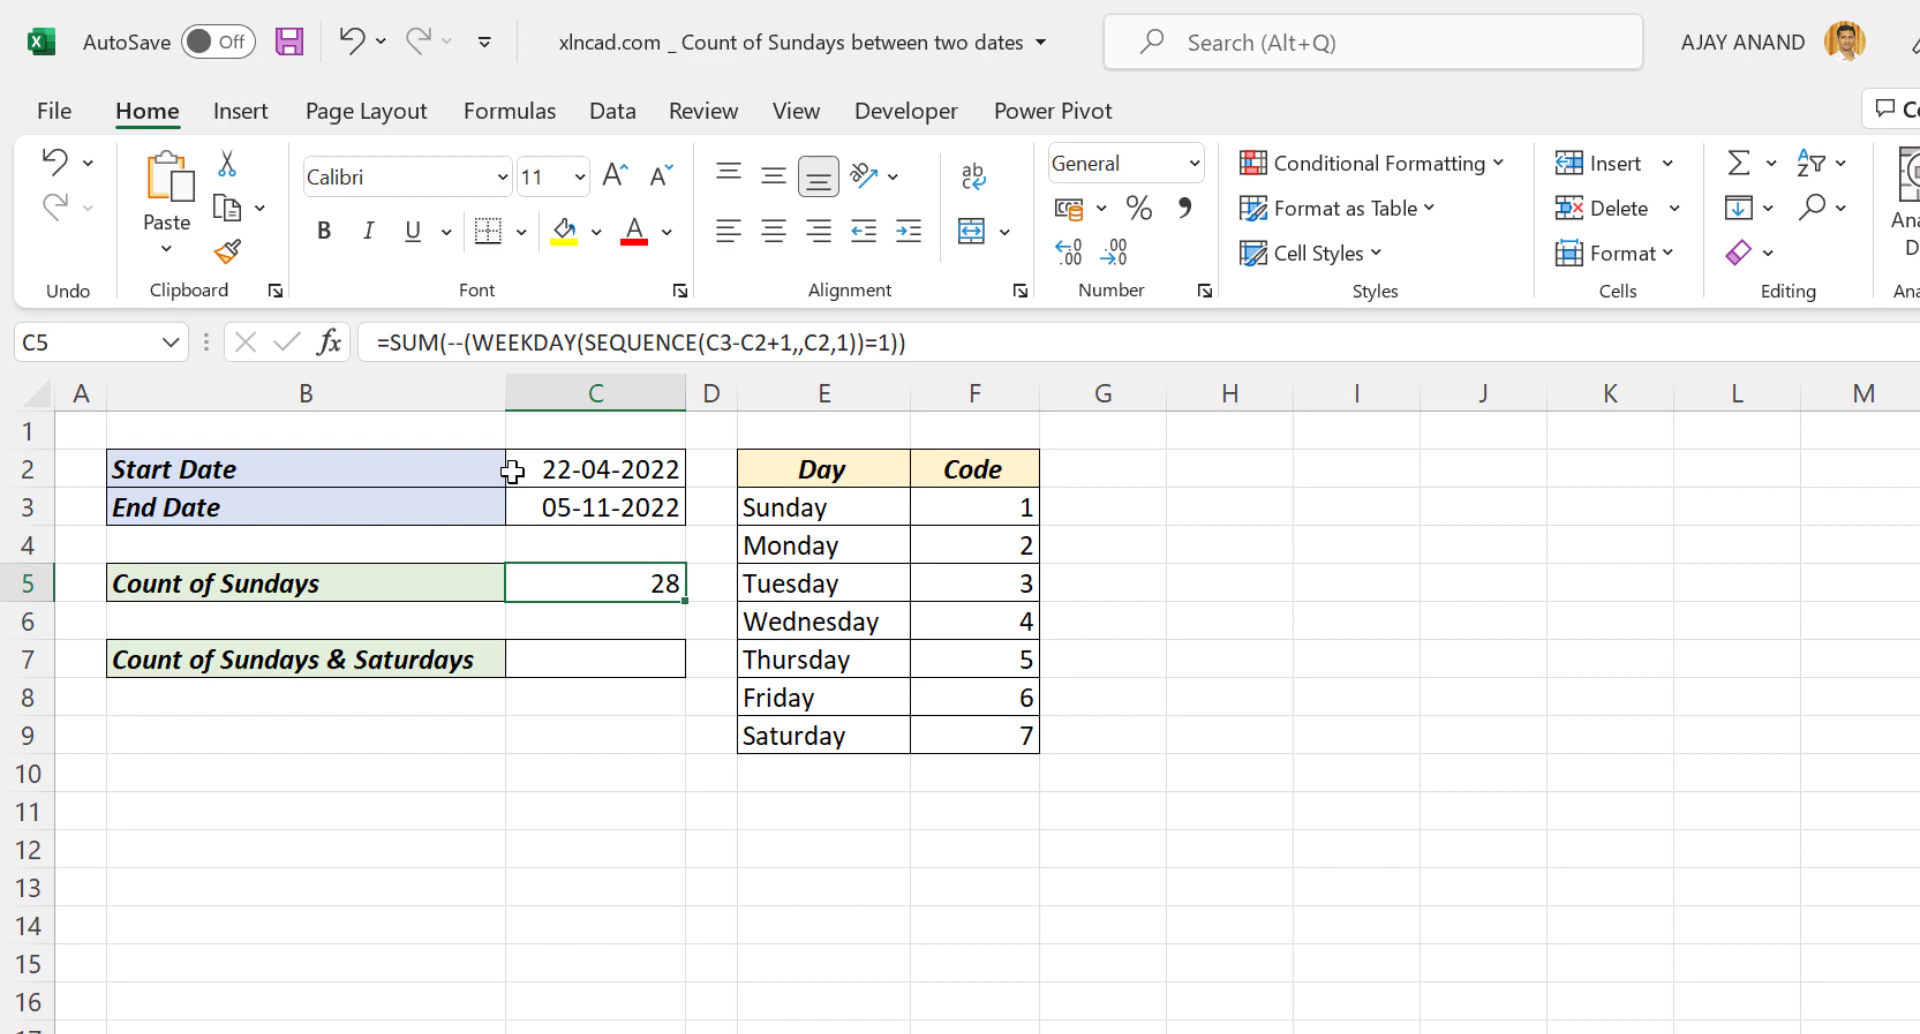 AutoSave Off xlncad.com _ Count of Sundays between two dates Search (Alt+Q) AJAY ANAND
File Home Insert Page Layout Formulas Data Review View Developer Power Pivot
Calibri 11 General Conditional Formatting Insert
Paste Format as Table Delete
B I U Cell Styles Format
Undo Clipboard Font Alignment Number Styles Cells Editing
C5 fx =SUM(--(WEEKDAY(SEQUENCE(C3-C2+1,,C2,1))=1))
A B C D E F G H I J K L M
1
2 Start Date 22-04-2022 Day Code
3 End Date 05-11-2022 Sunday 1
4 Monday 2
5 Count of Sundays 28 Tuesday 3
6 Wednesday 4
7 Count of Sundays & Saturdays Thursday 5
8 Friday 6
9 Saturday 7
10
11
12
13
14
15
16